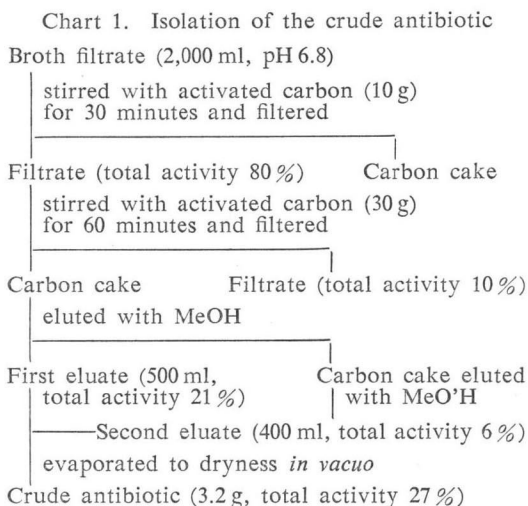 Chart 1. Isolation of the crude antibiotic
Broth filtrate (2,000 ml, pH 6.8)
stirred with activated carbon (10 g)
for 30 minutes and filtered
Filtrate (total activity 80 %) Carbon cake
stirred with activated carbon (30 g)
for 60 minutes and filtered
Carbon cake Filtrate (total activity 10 %)
eluted with MeOH
First eluate (500 ml, Carbon cake eluted
total activity 21 %) with MeO'H
Second eluate (400 ml, total activity 6 %)
evaporated to dryness in vacuo
Crude antibiotic (3.2 g, total activity 27 %)